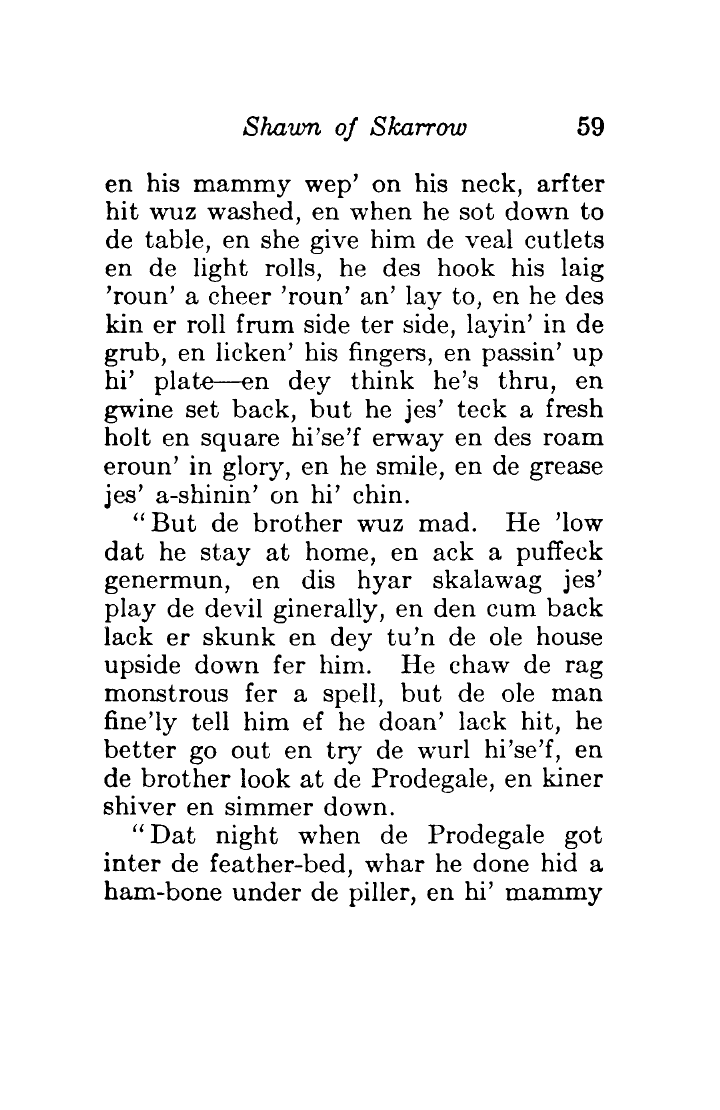 Shawn of Skarrow 59
en his mammy wep’ on his neck, arfter
hit wuz washed, en when he sot down to
de table, en she give him de veal cutlets
en de light rolls, he des hook his laig
’roun’ a cheer ’roun’ an’ lay to, en he des
kin er roll frum side ter side, layin’ in de
grub, en licken’ his fingers, en passin’ up
hi’ plate—en dey think he’s thru, en
gwine set back, but he jes’ teck a fresh
holt en square hi’se’f erway en des roam
eroun’ in glory, en he smile, en de grease
jes’ a-shinin’ on hi’ chin.
“But de brother wuz mad. He ’low
dat he stay at home, en ack a puffeck
genermun, en dis hyar skalawag jes’
play de devil ginerally, en den cum back
lack er skunk en dey tu’n de ole house
upside down fer him. He chaw de rag
monstrous fer a spell, but de ole man
fine’ly tell him ef he doan’ lack hit, he
better go out en try de wurl hi’se’f, en
de brother look at de Prodegale, en kiner
shiver en simmer down.
“Dat night when de Prodegale got
inter de feather-bed, whar he done hid a
ham-bone under de piller, en hi’ mammy